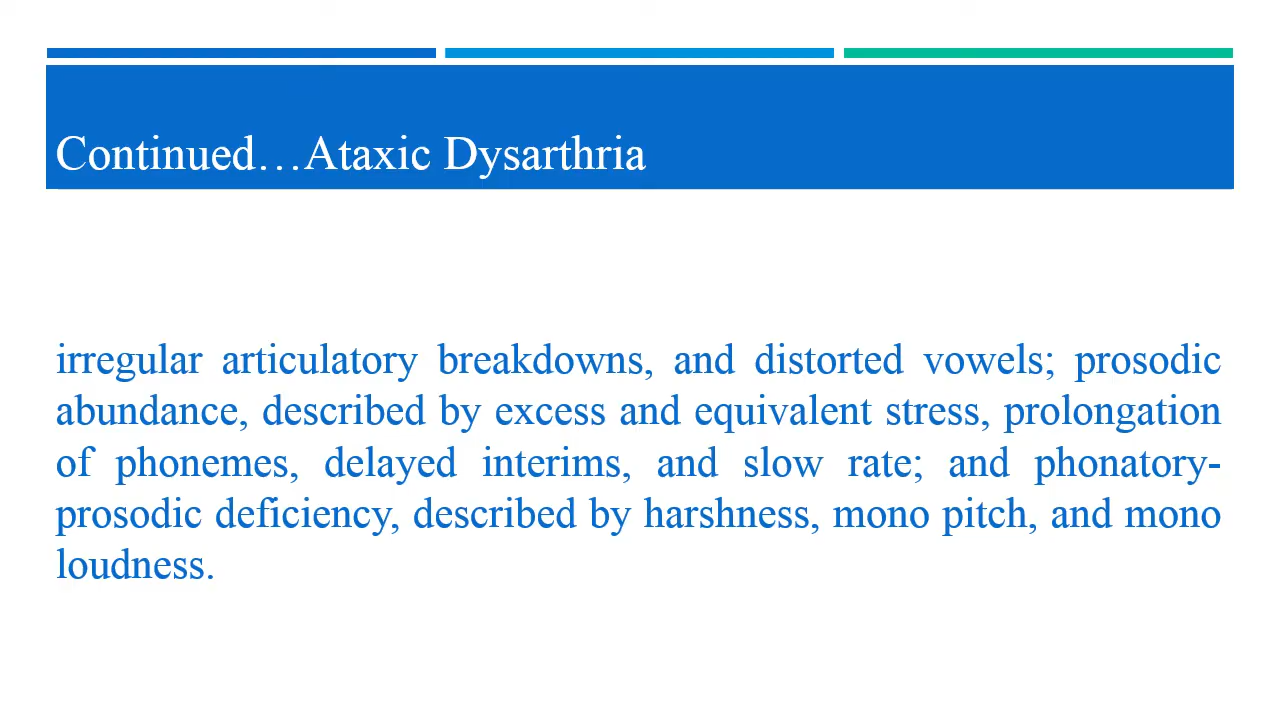 Continued…Ataxic Dysarthria
irregular articulatory breakdowns, and distorted vowels; prosodic
abundance, described by excess and equivalent stress, prolongation
of phonemes, delayed interims, and slow rate; and phonatory-
prosodic deficiency, described by harshness, mono pitch, and mono
loudness.